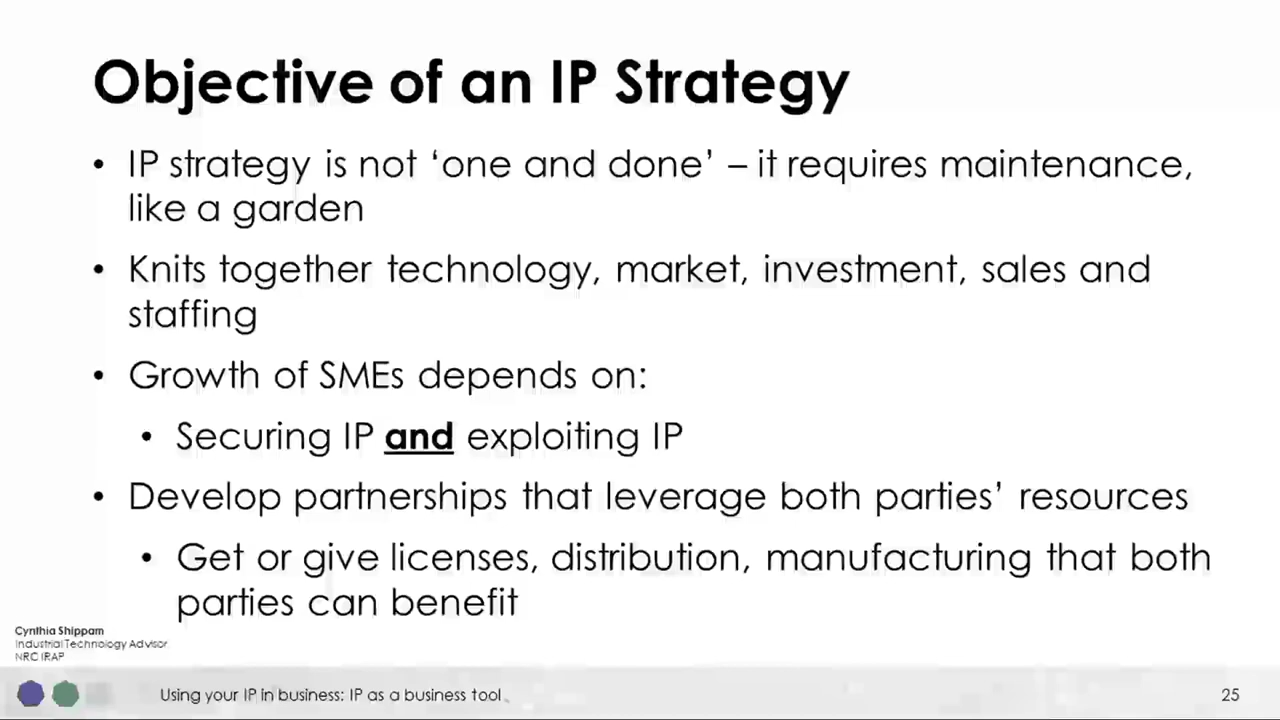 Objective of an IP Strategy
• IP strategy is not ‘one and done’ – it requires maintenance,
like a garden
• Knits together technology, market, investment, sales and
staffing
• Growth of SMEs depends on:
• Securing IP and exploiting IP
• Develop partnerships that leverage both parties’ resources
• Get or give licenses, distribution, manufacturing that both
parties can benefit
Cynthia Shippam
Industrial Technology Advisor
NRC IRAP
Using your IP in business: IP as a business tool
25